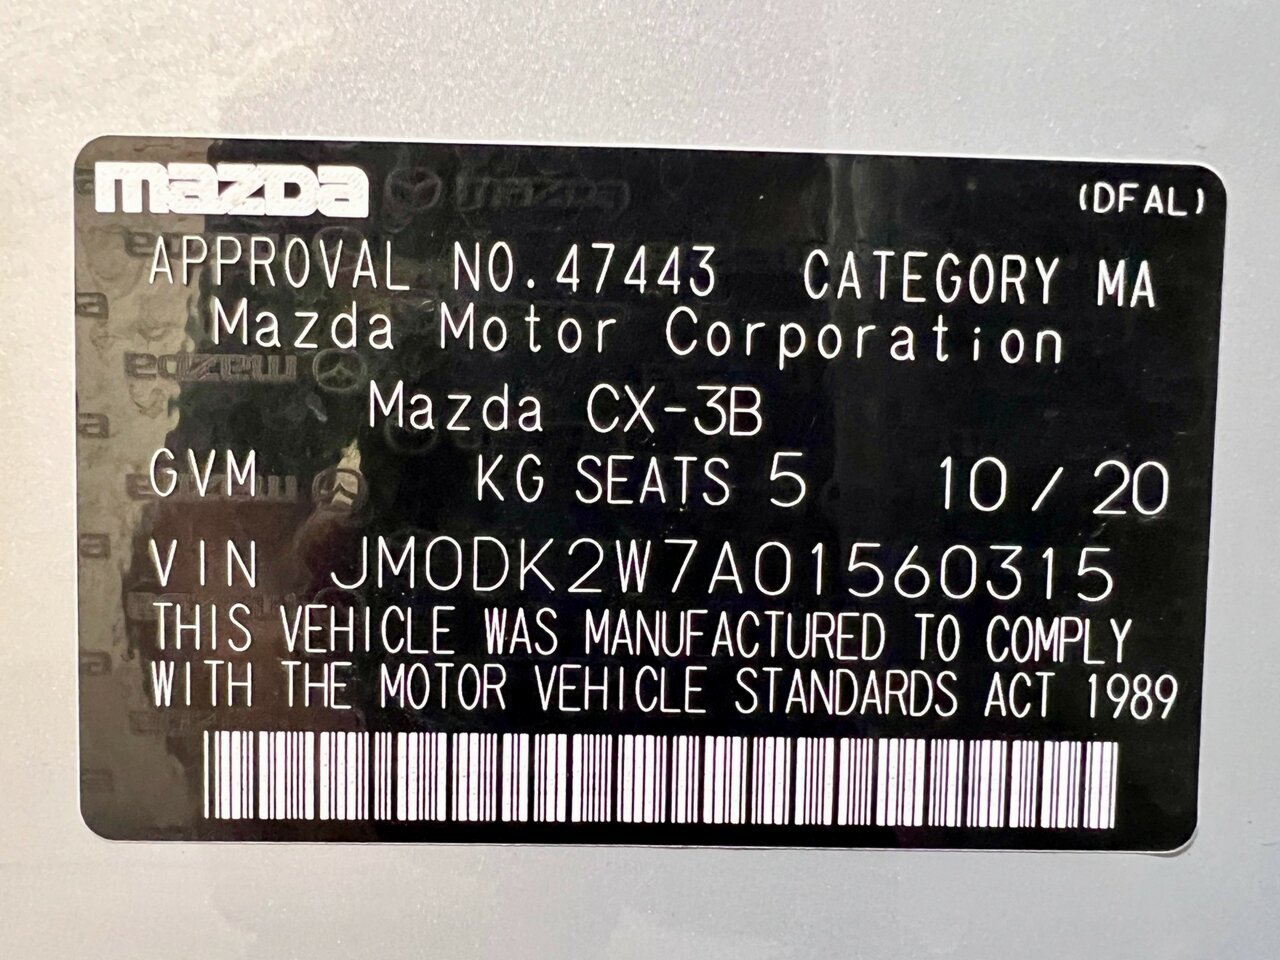 mazDa
(DFAL)
APPROVAL NO.47443 CATEGORY MA
Mazda Motor Corporation
Mazda CX-3B
GVM KG SEATS 5 10/20
VIN JM0DK2W7A01560315
THIS VEHICLE WAS MANUFACTURED TO COMPLY
WITH THE MOTOR VEHICLE STANDARDS ACT 1989